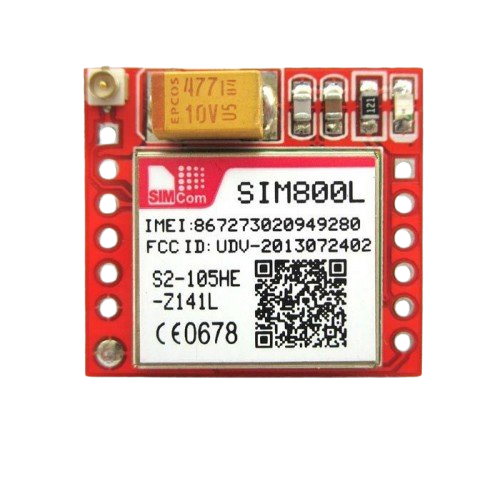 EPCOS
477
10V
121
SIMCom
SIM800L
IMEI:867273020949280
FCC ID: UDV-2013072402
S2-105HE
-Z141L
CE0678